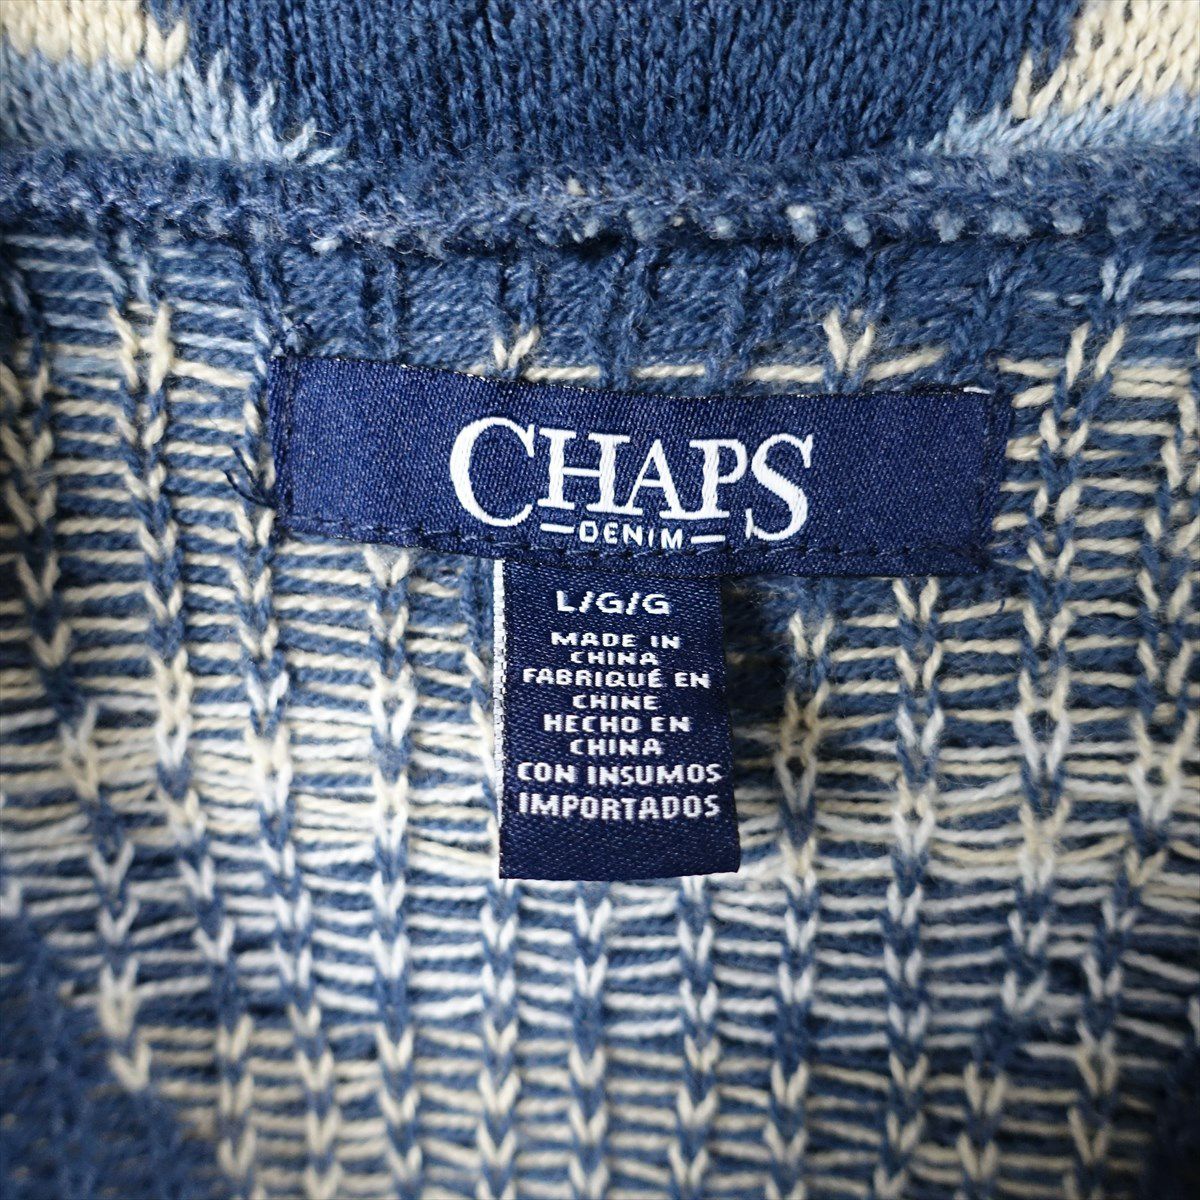 CHAPS
DENIM
L/G/G
MADE IN
CHINA
FABRIQUÉ EN
CHINE
HECHO EN
CHINA
CON INSUMOS
IMPORTADOS